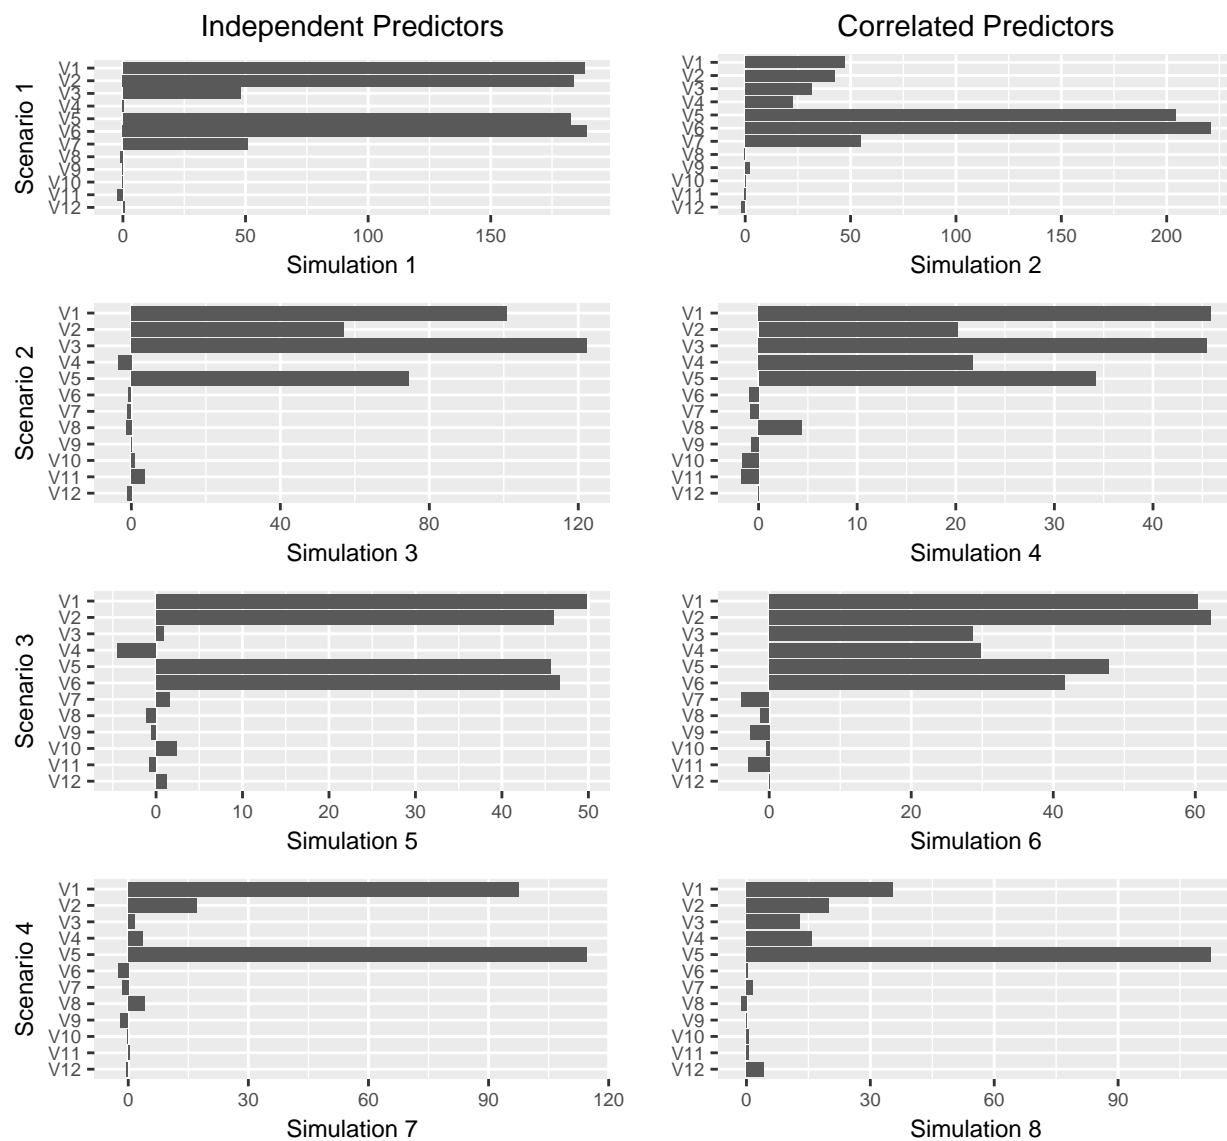 Independent Predictors
Correlated Predictors
Scenario 1
V1
V2
V3
V4
V5
V6
V7
V8
V9
V10
V11
V12
0 50 100 150
Simulation 1
V1
V2
V3
V4
V5
V6
V7
V8
V9
V10
V11
V12
0 50 100 150 200
Simulation 2
Scenario 2
V1
V2
V3
V4
V5
V6
V7
V8
V9
V10
V11
V12
0 40 80 120
Simulation 3
V1
V2
V3
V4
V5
V6
V7
V8
V9
V10
V11
V12
0 10 20 30 40
Simulation 4
Scenario 3
V1
V2
V3
V4
V5
V6
V7
V8
V9
V10
V11
V12
0 10 20 30 40 50
Simulation 5
V1
V2
V3
V4
V5
V6
V7
V8
V9
V10
V11
V12
0 20 40 60
Simulation 6
Scenario 4
V1
V2
V3
V4
V5
V6
V7
V8
V9
V10
V11
V12
0 30 60 90 120
Simulation 7
V1
V2
V3
V4
V5
V6
V7
V8
V9
V10
V11
V12
0 30 60 90
Simulation 8